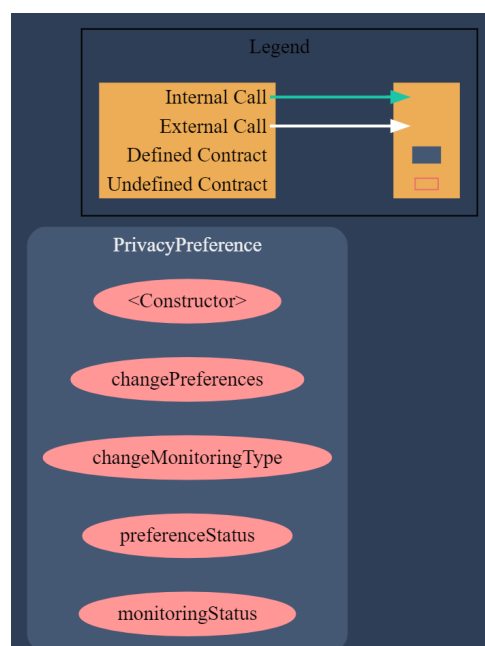 Legend
Internal Call
External Call
Defined Contract
Undefined Contract
PrivacyPreference
<Constructor>
changePreferences
changeMonitoringType
preferenceStatus
monitoringStatus